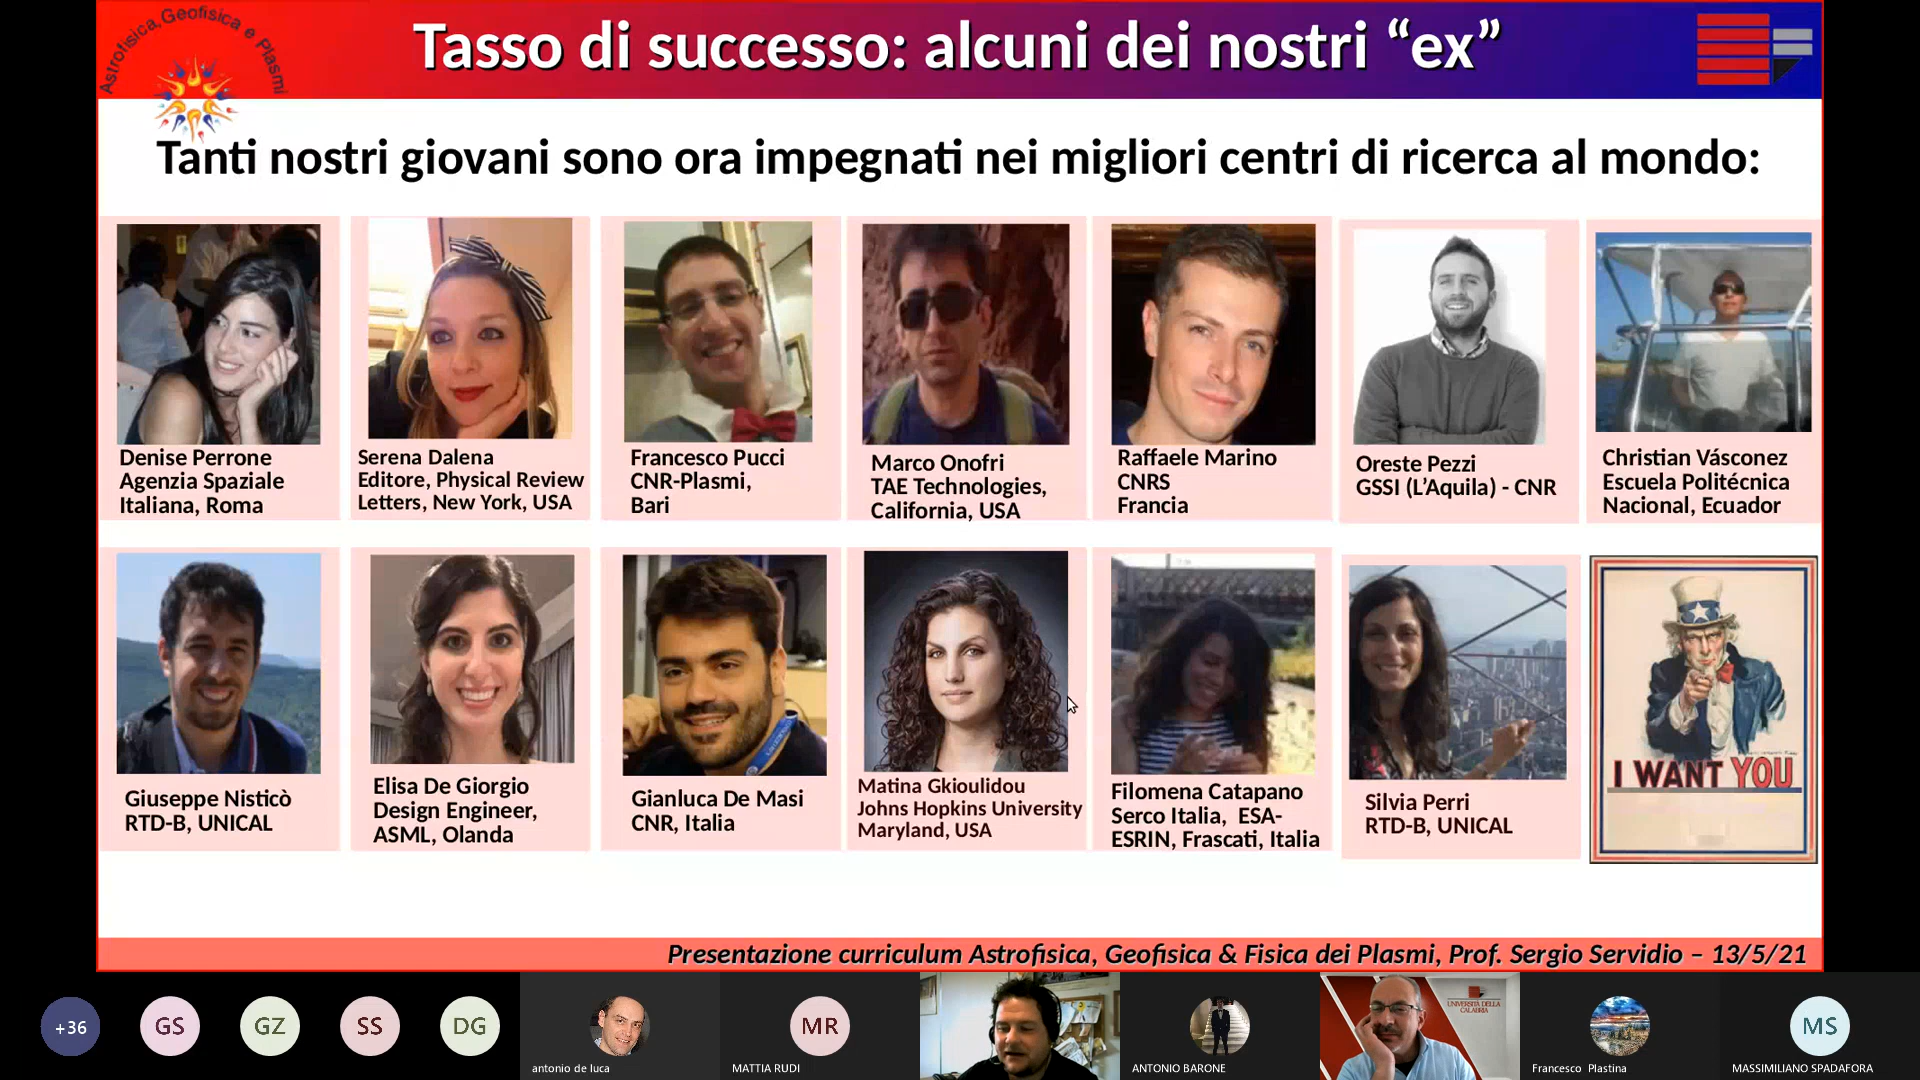 Astrofisica, Geofisica e Plasmi
Tasso di successo: alcuni dei nostri “ex”
Tanti nostri giovani sono ora impegnati nei migliori centri di ricerca al mondo:
Denise Perrone
Agenzia Spaziale
Italiana, Roma
Serena Dalena
Editore, Physical Review
Letters, New York, USA
Francesco Pucci
CNR-Plasmi,
Bari
Marco Onofri
TAE Technologies,
California, USA
Raffaele Marino
CNRS
Francia
Oreste Pezzi
GSSI (L’Aquila) - CNR
Christian Vásconez
Escuela Politécnica
Nacional, Ecuador
Giuseppe Nisticò
RTD-B, UNICAL
Elisa De Giorgio
Design Engineer,
ASML, Olanda
Gianluca De Masi
CNR, Italia
Matina Gkioulidou
Johns Hopkins University
Maryland, USA
Filomena Catapano
Serco Italia, ESA-
ESRIN, Frascati, Italia
Silvia Perri
RTD-B, UNICAL
I WANT YOU
Presentazione curriculum Astrofisica, Geofisica & Fisica dei Plasmi, Prof. Sergio Servidio – 13/5/21
+36
GS
GZ
SS
DG
antonio de luca
MR
MATTIA RUDI
ANTONIO BARONE
UNIVERSITÀ DELLA
CALABRIA
Francesco Plastina
MS
MASSIMILIANO SPADAFORA